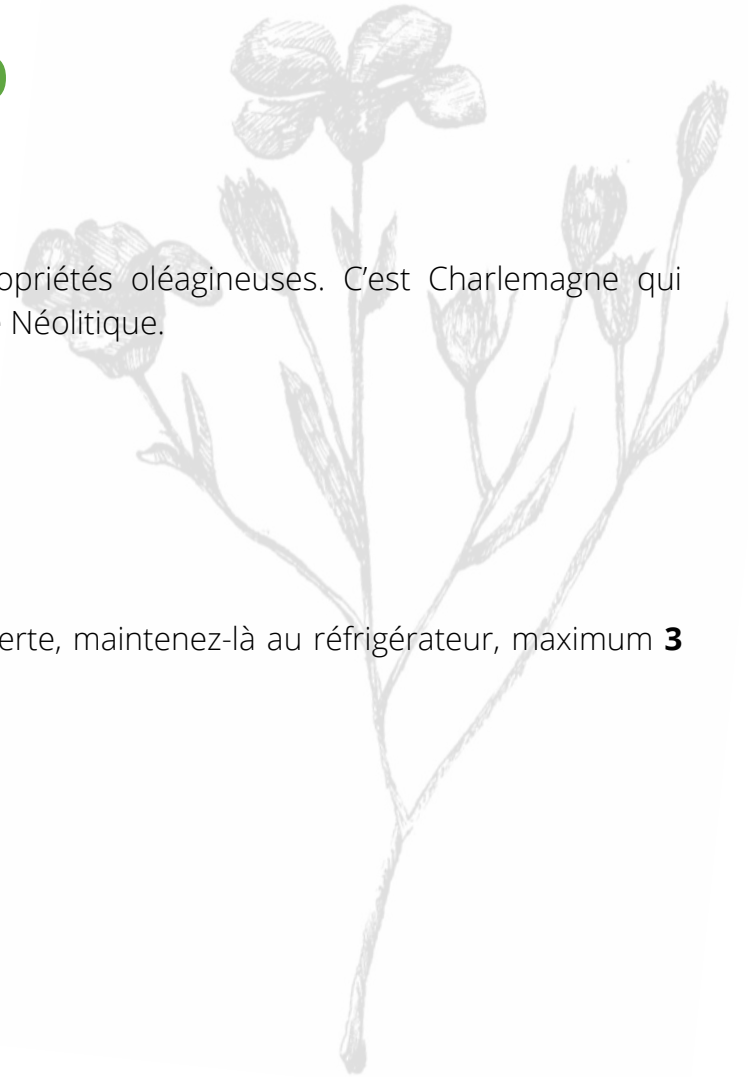 opriétés oléagineuses. C'est Charlemagne qui
Néolitique.
erte, maintenez-là au réfrigérateur, maximum 3